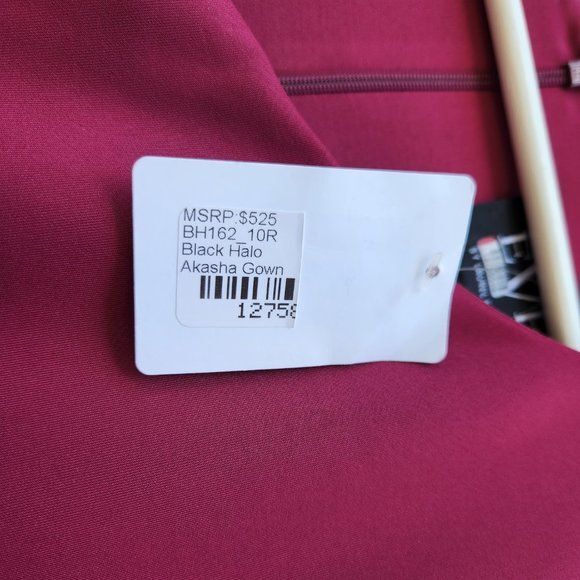 MSRP:$525
BH162_10R
Black Halo
Akasha Gown
12758